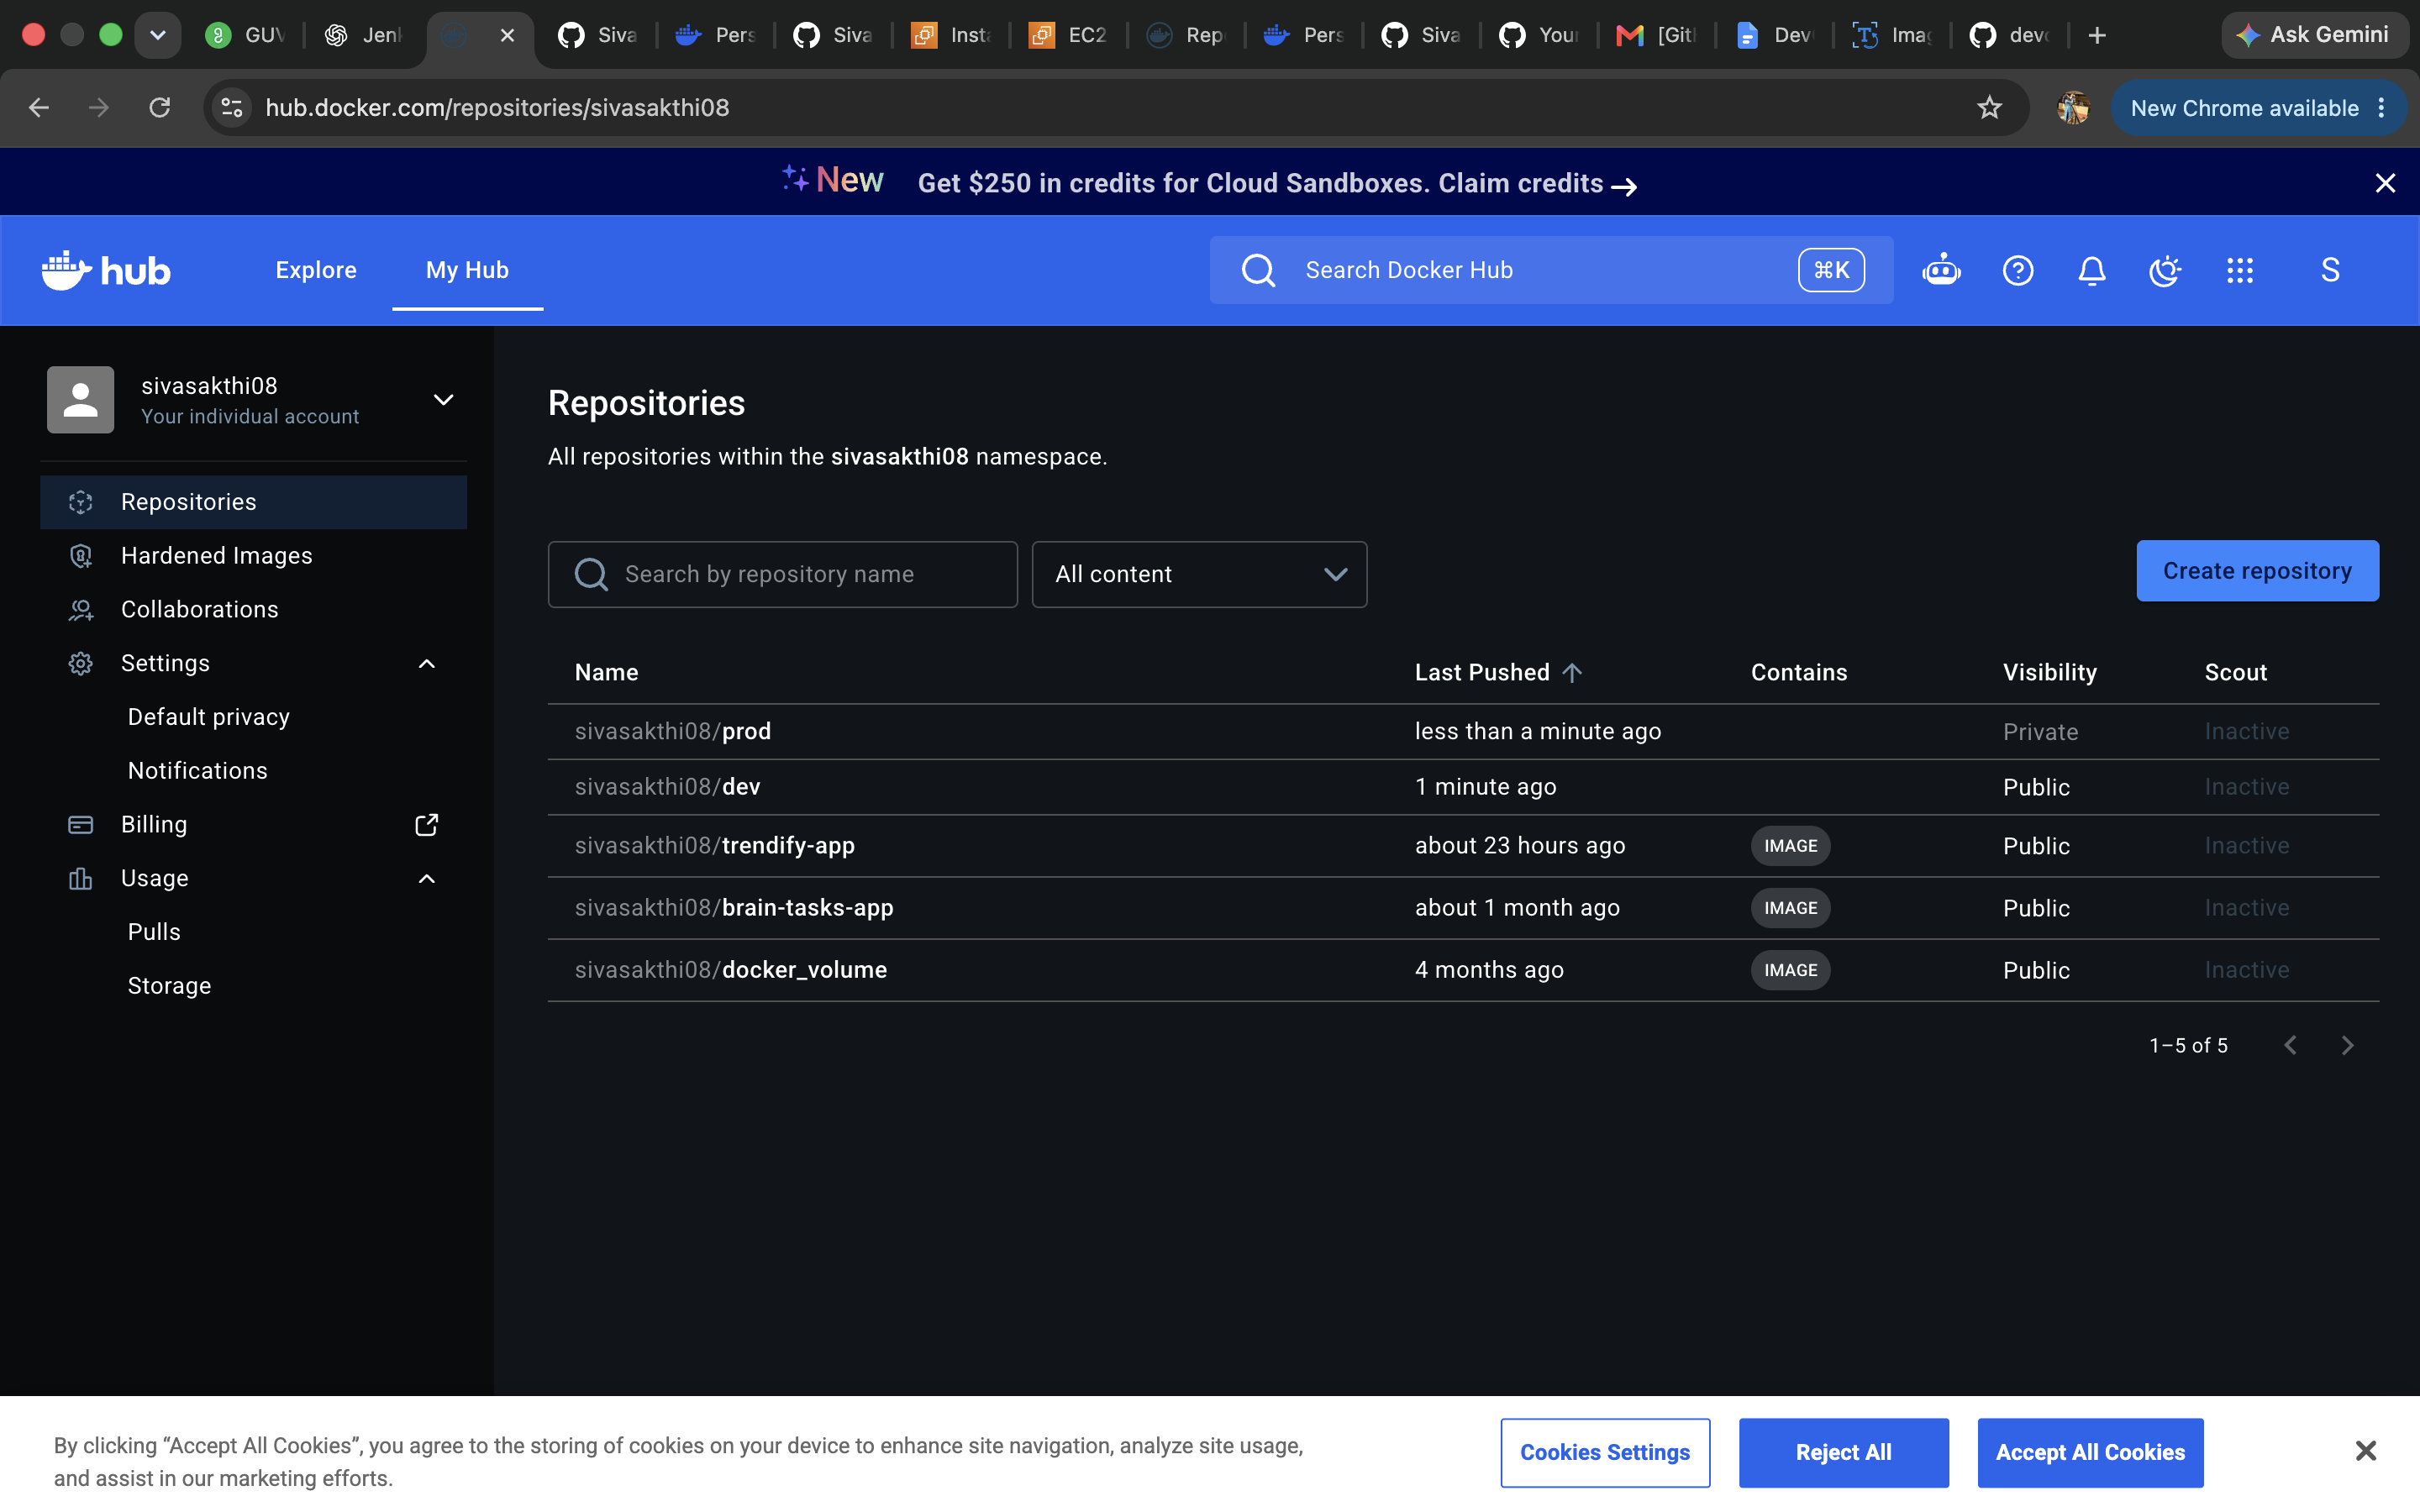 GUV
Jenk
Siva
Pers
Siva
Insta
EC2
Rep
Pers
Siva
Your
[Git
Dev
Imag
devo
Ask Gemini
hub.docker.com/repositories/sivasakthi08
New Chrome available
New Get $250 in credits for Cloud Sandboxes. Claim credits →
hub
Explore
My Hub
Search Docker Hub
⌘K
S
sivasakthi08
Your individual account
Repositories
Hardened Images
Collaborations
Settings
Default privacy
Notifications
Billing
Usage
Pulls
Storage
Repositories
All repositories within the sivasakthi08 namespace.
Search by repository name
All content
Create repository
Name Last Pushed Contains Visibility Scout
sivasakthi08/prod less than a minute ago Private Inactive
sivasakthi08/dev 1 minute ago Public Inactive
sivasakthi08/trendify-app about 23 hours ago IMAGE Public Inactive
sivasakthi08/brain-tasks-app about 1 month ago IMAGE Public Inactive
sivasakthi08/docker_volume 4 months ago IMAGE Public Inactive
1–5 of 5
By clicking “Accept All Cookies”, you agree to the storing of cookies on your device to enhance site navigation, analyze site usage,
and assist in our marketing efforts.
Cookies Settings
Reject All
Accept All Cookies